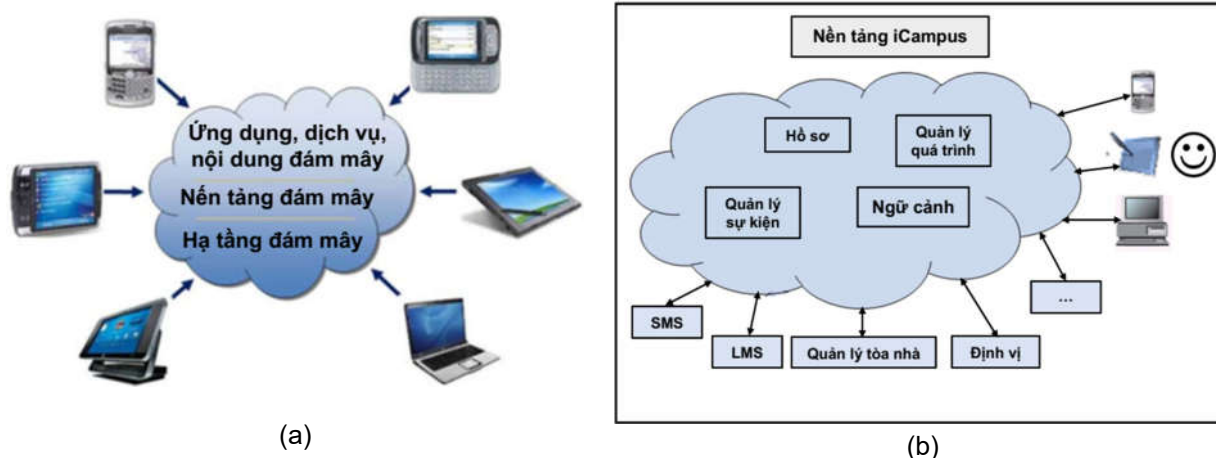 Ứng dụng, dịch vụ,
nội dung đám mây
Nến tảng đám mây
Hạ tầng đám mây
(a)
Nền tảng iCampus
Hồ sơ
Quản lý
quá trình
Quản lý
sự kiện
Ngữ cảnh
SMS
LMS
Quản lý tòa nhà
Định vị
...
(b)